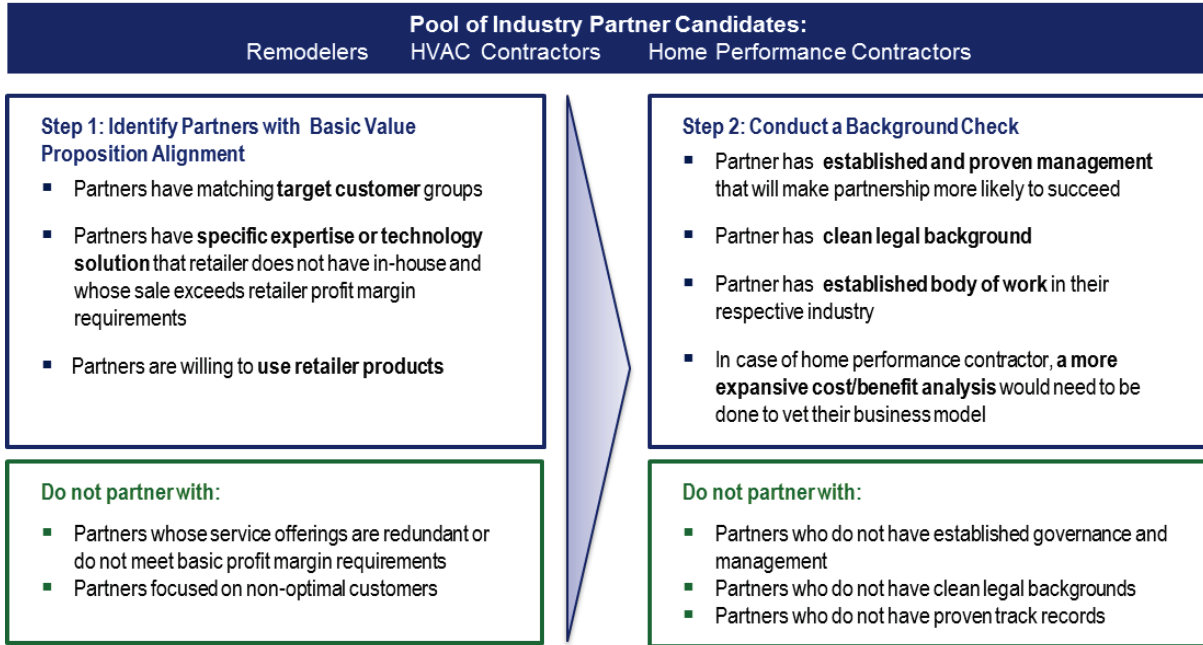 Pool of Industry Partner Candidates:
Remodelers HVAC Contractors Home Performance Contractors
Step 1: Identify Partners with Basic Value
Proposition Alignment
▪ Partners have matching target customer groups
▪ Partners have specific expertise or technology
solution that retailer does not have in-house and
whose sale exceeds retailer profit margin
requirements
▪ Partners are willing to use retailer products
Do not partner with:
▪ Partners whose service offerings are redundant or
do not meet basic profit margin requirements
▪ Partners focused on non-optimal customers
Step 2: Conduct a Background Check
▪ Partner has established and proven management
that will make partnership more likely to succeed
▪ Partner has clean legal background
▪ Partner has established body of work in their
respective industry
▪ In case of home performance contractor, a more
expansive cost/benefit analysis would need to be
done to vet their business model
Do not partner with:
▪ Partners who do not have established governance and
management
▪ Partners who do not have clean legal backgrounds
▪ Partners who do not have proven track records